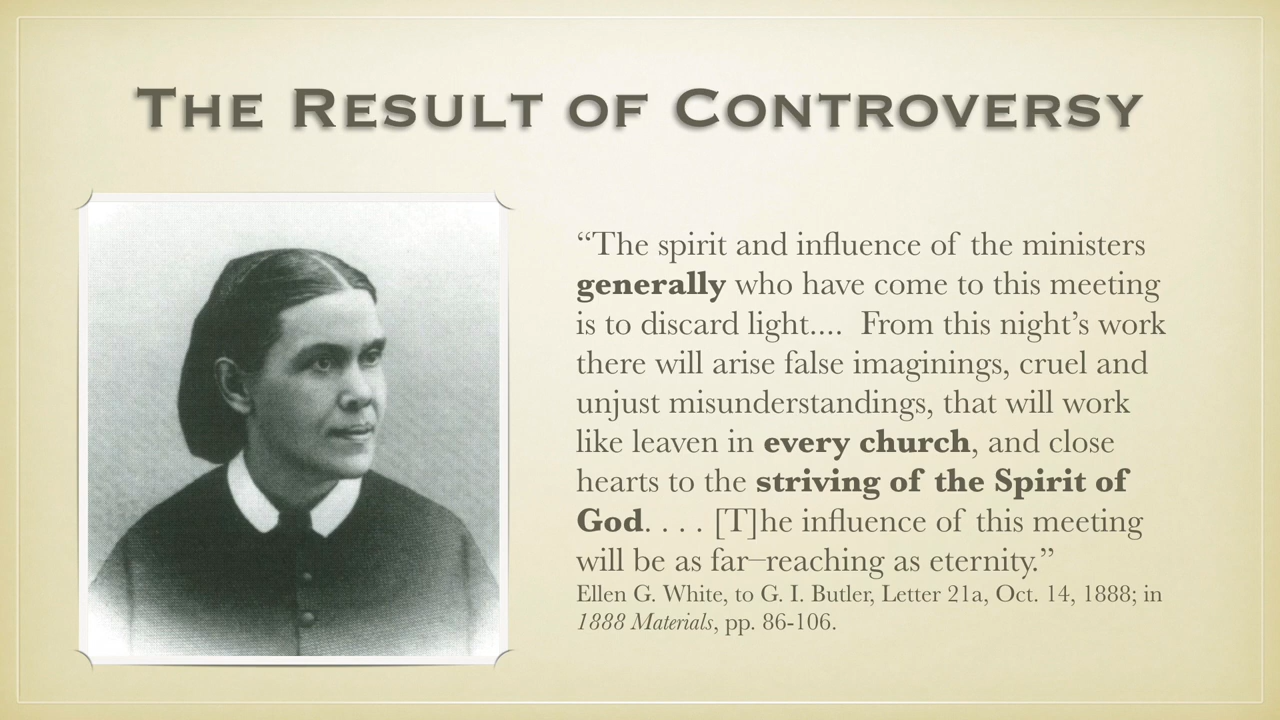 The Result of Controversy
“The spirit and influence of the ministers
generally who have come to this meeting
is to discard light.... From this night’s work
there will arise false imaginings, cruel and
unjust misunderstandings, that will work
like leaven in every church, and close
hearts to the striving of the Spirit of
God. . . . [T]he influence of this meeting
will be as far–reaching as eternity.”
Ellen G. White, to G. I. Butler, Letter 21a, Oct. 14, 1888; in
1888 Materials, pp. 86-106.